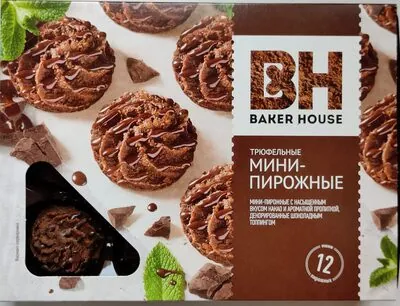 BH
BAKER HOUSE
ТРЮФЕЛЬНЫЕ
МИНИ-
ПИРОЖНЫЕ
МИНИ-ПИРОЖНЫЕ С НАСЫЩЕННЫМ
ВКУСОМ КАКАО И АРОМАТНОЙ ПРОПИТКОЙ,
ДЕКОРИРОВАННЫЕ ШОКОЛАДНЫМ
ТОППИНГОМ
12